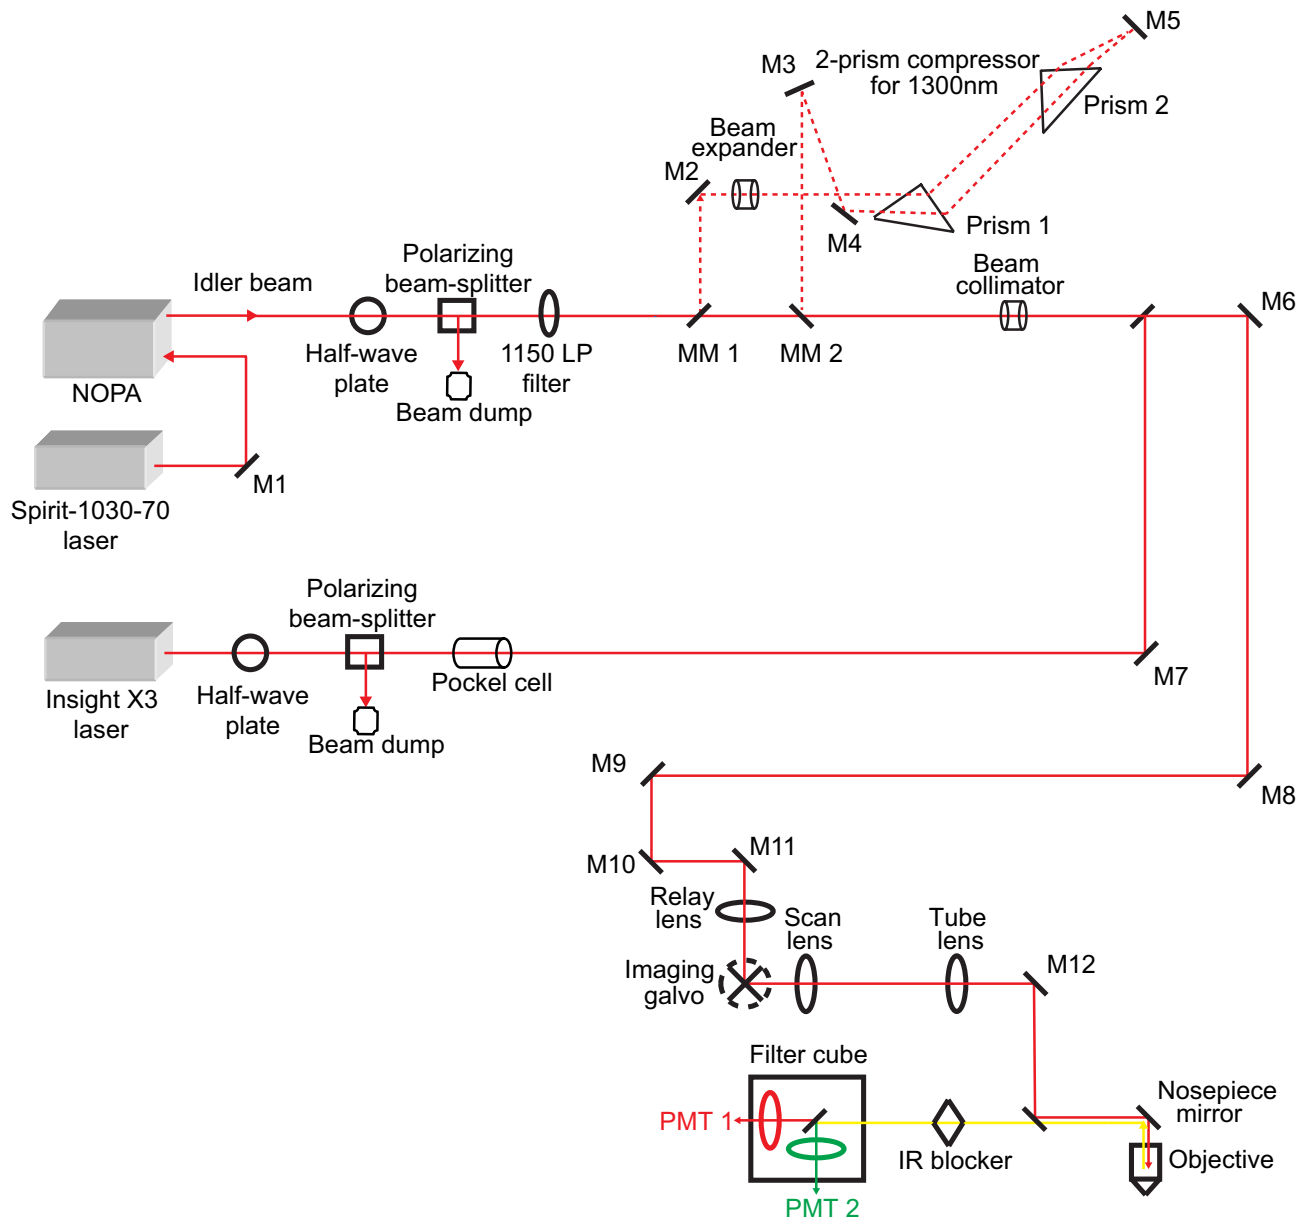 M5
2-prism compressor
for 1300nm
M3
Prism 2
Beam
expander
M2
M4
Prism 1
Polarizing
beam-splitter
Beam
collimator
Idler beam
M6
MM 1
MM 2
Half-wave
plate
1150 LP
filter
NOPA
Beam dump
M1
Spirit-1030-70
laser
Polarizing
beam-splitter
Insight X3
laser
Half-wave
plate
Pockel cell
M7
Beam dump
M9
M8
M10
M11
Relay
lens
Scan
lens
Tube
lens
Imaging
galvo
M12
Filter cube
Nosepiece
mirror
PMT 1
IR blocker
Objective
PMT 2